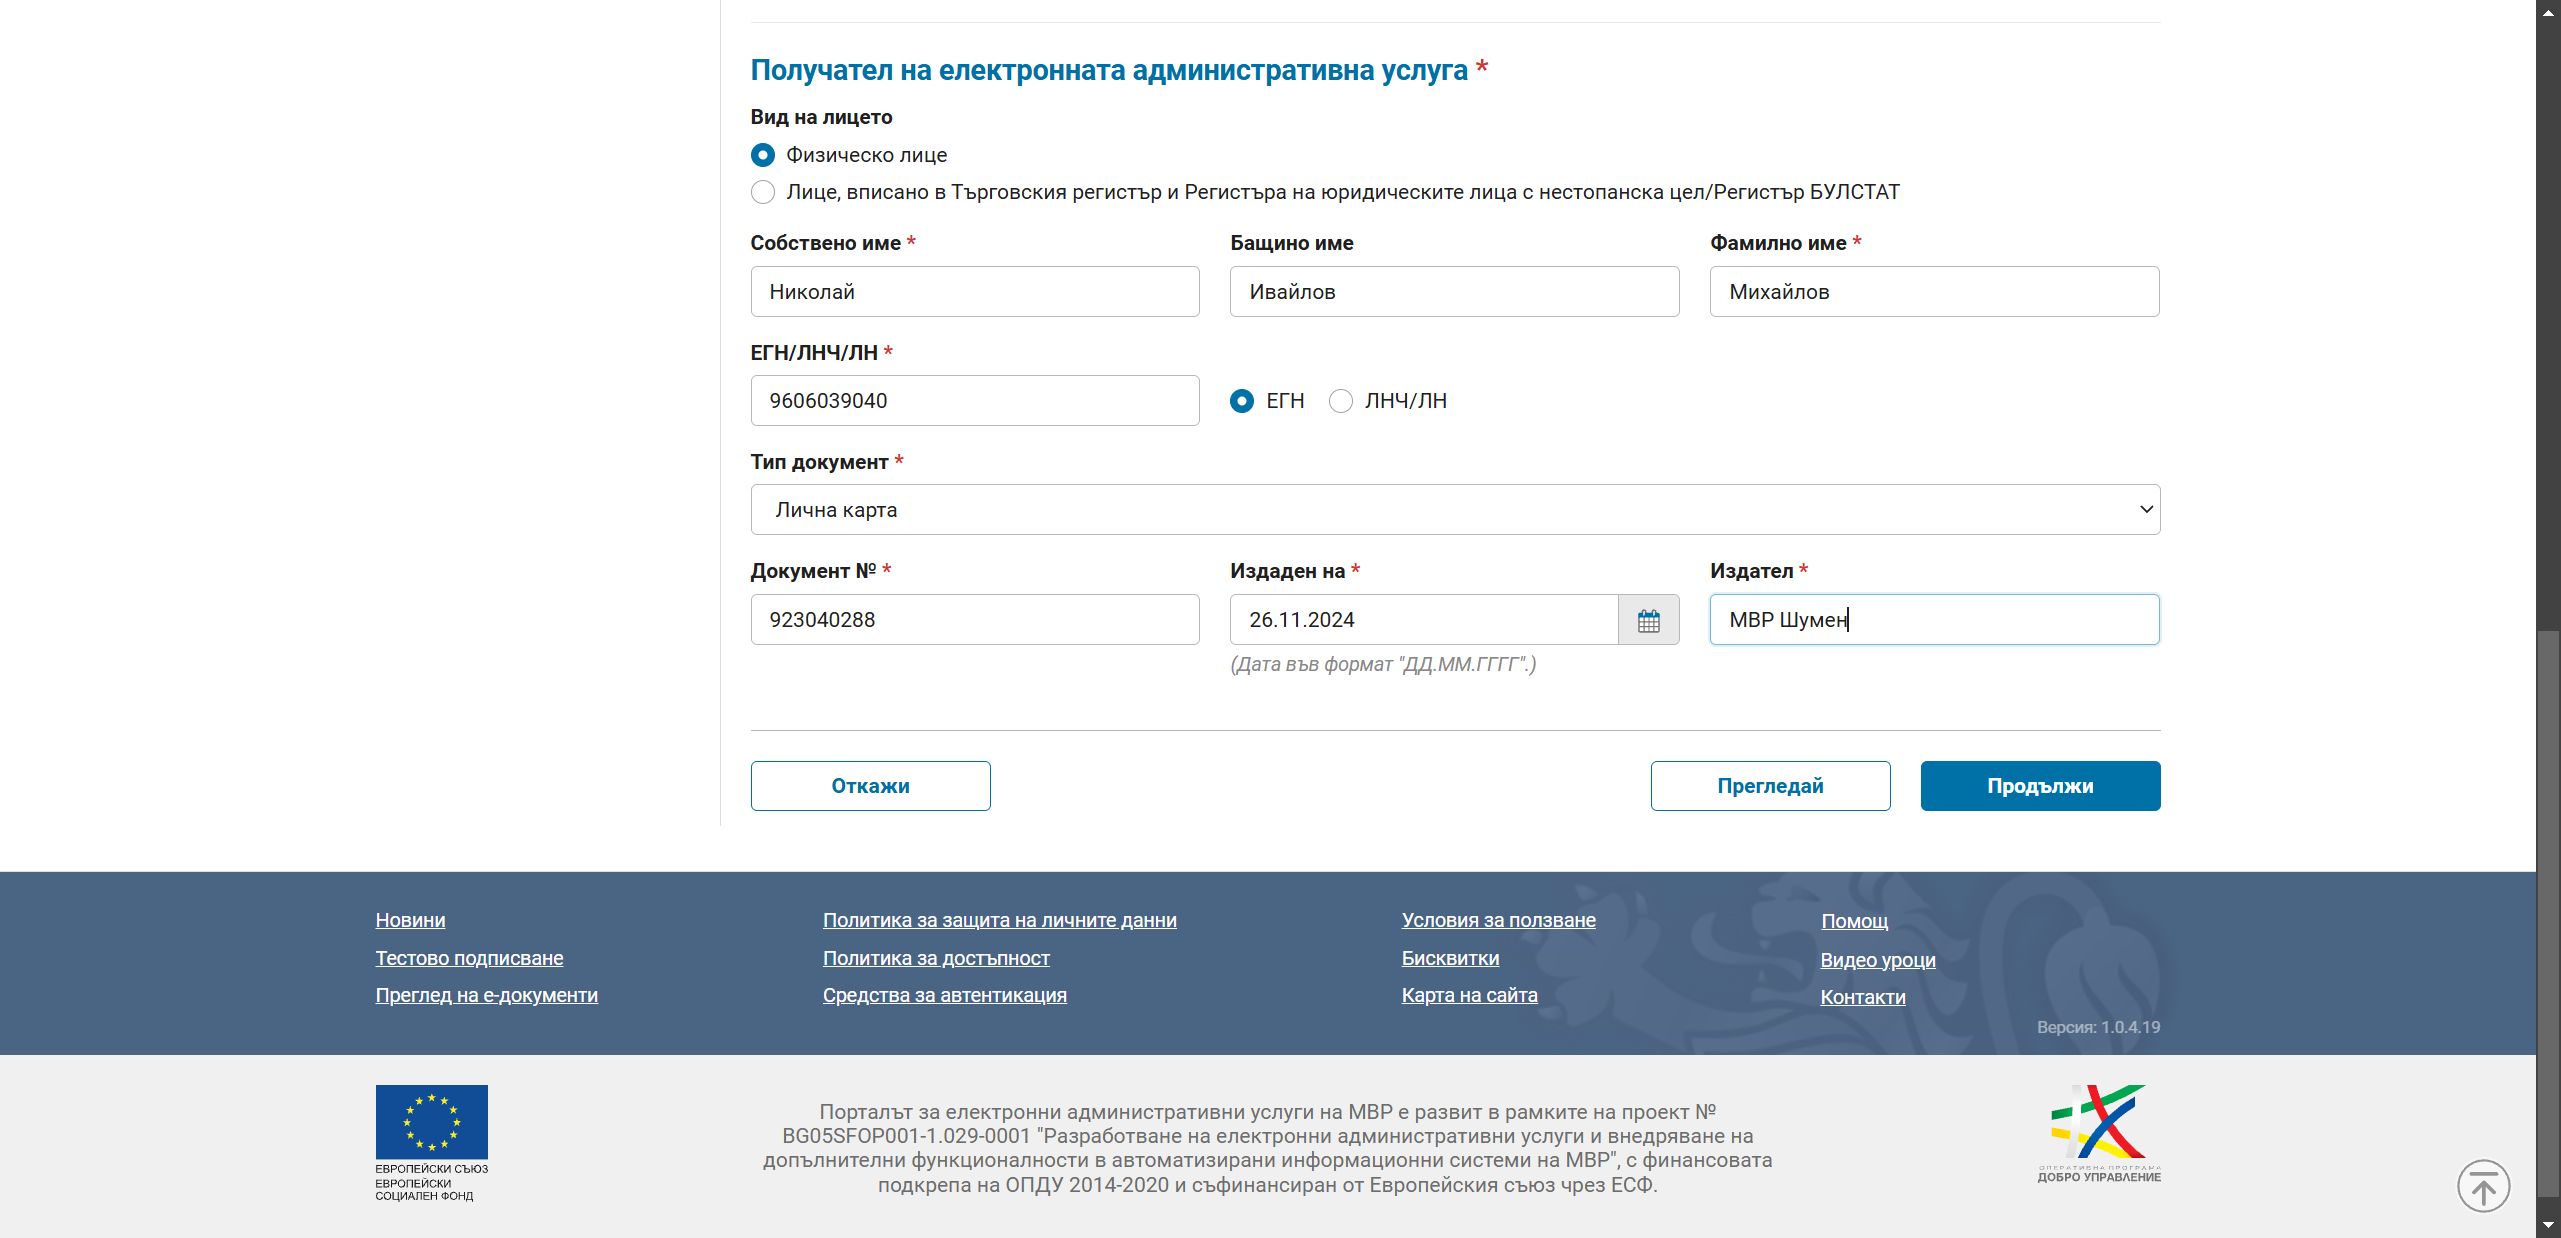 Получател на електронната административна услуга *
Вид на лицето
Физическо лице
Лице, вписано в Търговския регистър и Регистъра на юридическите лица с нестопанска цел/Регистър БУЛСТАТ
Собствено име * Бащино име Фамилно име *
Николай Ивайлов Михайлов
ЕГН/ЛНЧ/ЛН *
9606039040 ЕГН ЛНЧ/ЛН
Тип документ *
Лична карта
Документ № * Издаден на * Издател *
923040288 26.11.2024 МВР Шумен
(Дата във формат "ДД.ММ.ГГГГ".)
Откажи Прегледай Продължи
Новини Политика за защита на личните данни Условия за ползване Помощ
Тестово подписване Политика за достъпност Бисквитки Видео уроци
Преглед на е-документи Средства за автентикация Карта на сайта Контакти
Версия: 1.0.4.19
ЕВРОПЕЙСКИ СЪЮЗ
ЕВРОПЕЙСКИ
СОЦИАЛЕН ФОНД
Порталът за електронни административни услуги на МВР е развит в рамките на проект №
BG05SFOP001-1.029-0001 "Разработване на електронни административни услуги и внедряване на
допълнителни функционалности в автоматизирани информационни системи на МВР", с финансовата
подкрепа на ОПДУ 2014-2020 и съфинансиран от Европейския съюз чрез ЕСФ.
ОПЕРАТИВНА ПРОГРАМА
ДОБРО УПРАВЛЕНИЕ